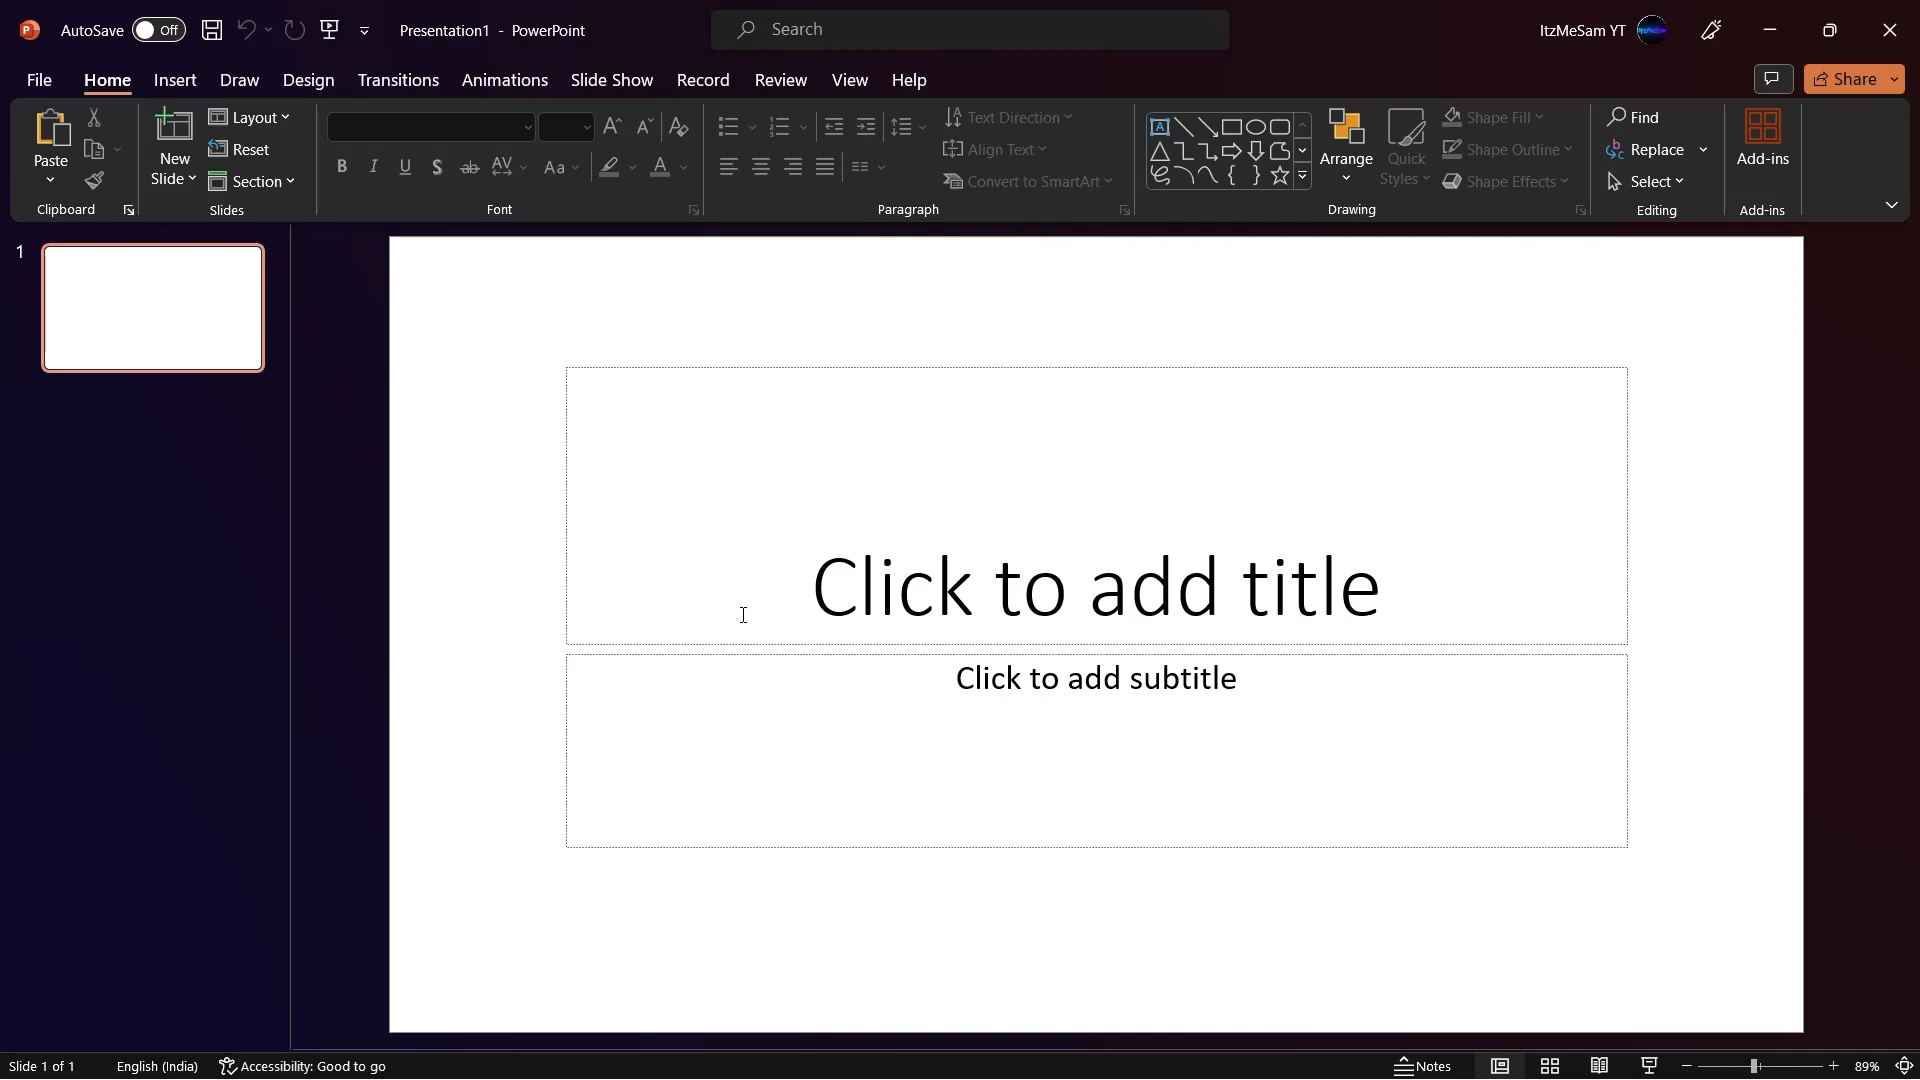 AutoSave Off Presentation1 - PowerPoint Search ItzMeSam YT
File Home Insert Draw Design Transitions Animations Slide Show Record Review View Help Share
Paste
Clipboard
New
Slide
Layout
Reset
Section
Slides
B I U S ab AV Aa A
Font
Text Direction
Align Text
Convert to SmartArt
Paragraph
Arrange
Quick
Styles
Shape Fill
Shape Outline
Shape Effects
Drawing
Find
Replace
Select
Editing
Add-ins
Add-ins
1
Click to add title
Click to add subtitle
Slide 1 of 1 English (India) Accessibility: Good to go Notes 89%